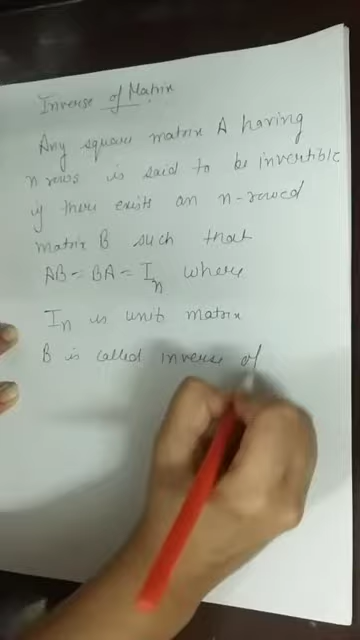 Inverse of Matrix
Any square matrix A having
n rows is said to be invertible
if there exists an n-rowed
matrix B such that
AB = BA = In where
In is unit matrix
B is called inverse of